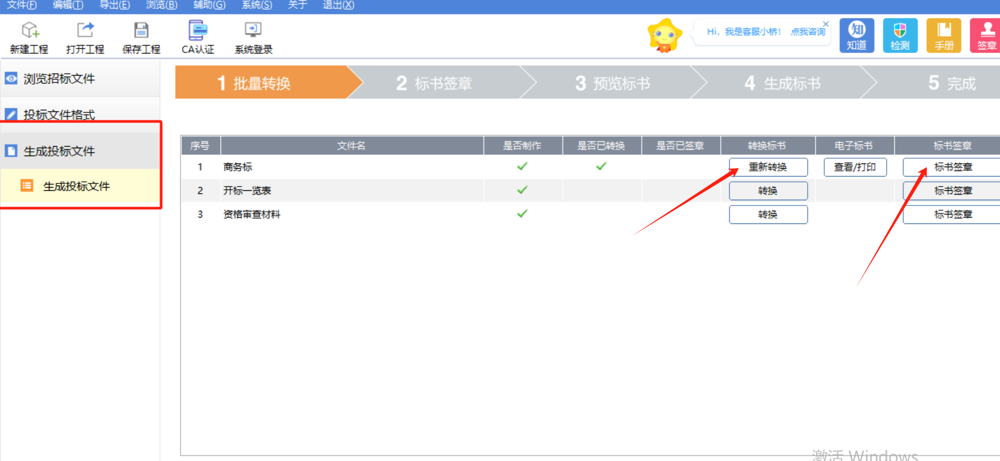 文件(F) 编辑(T) 导出(E) 浏览(B) 辅助(G) 系统(S) 关于 退出(X)
新建工程 打开工程 保存工程 CA认证 系统登录
Hi，我是客服小桥！ 点我咨询
知 知道 检测 手册 签章
浏览招标文件
投标文件格式
生成投标文件
生成投标文件
1 批量转换 2 标书签章 3 预览标书 4 生成标书 5 完成
序号 文件名 是否制作 是否已转换 是否已签章 转换标书 电子标书 标书签章
1 商务标 重新转换 查看/打印 标书签章
2 开标一览表 转换 标书签章
3 资格审查材料 转换 标书签章
激活 Windows